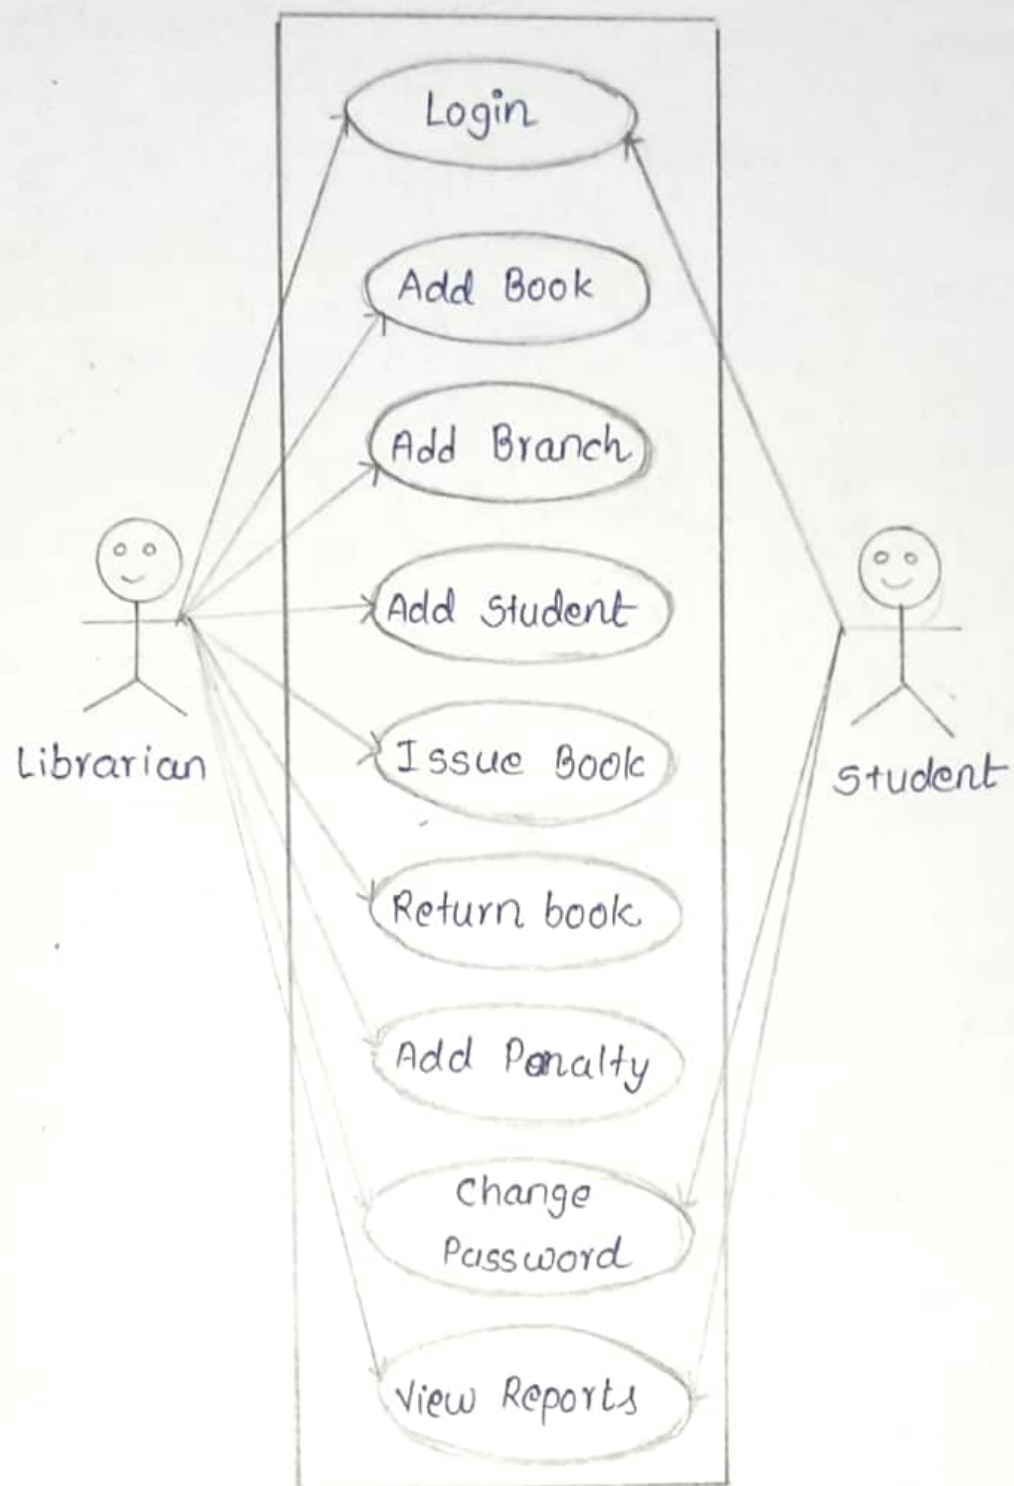 Login
Add Book
Add Branch
Add Student
Issue Book
Librarian
Student
Return book
Add Penalty
Change
Password
View Reports